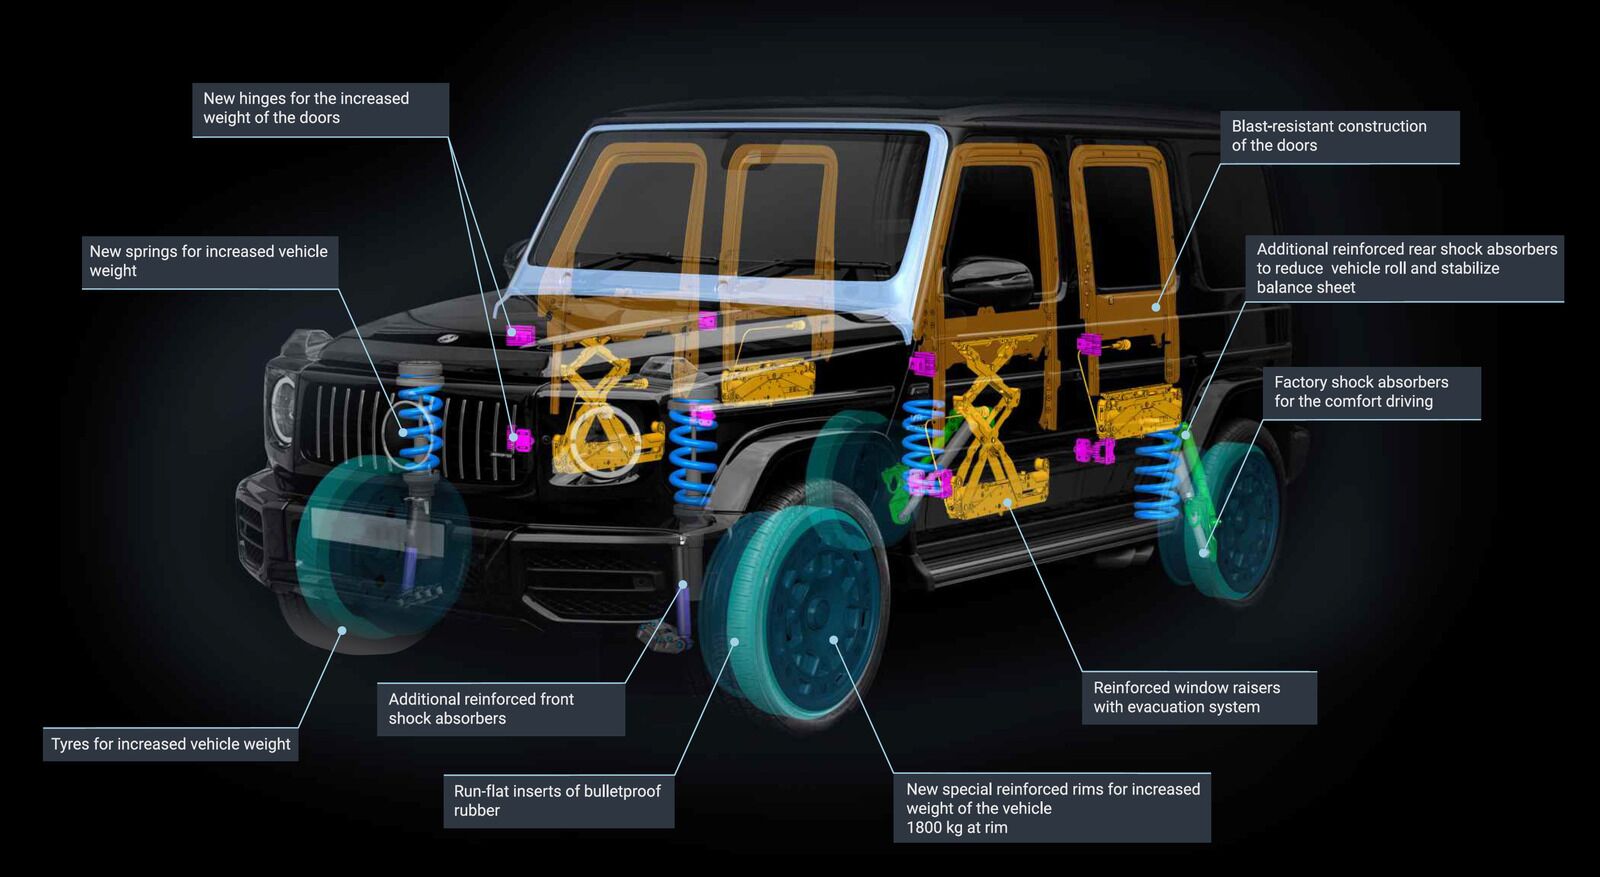 New hinges for the increased
weight of the doors
Blast-resistant construction
of the doors
New springs for increased vehicle
weight
Additional reinforced rear shock absorbers
to reduce vehicle roll and stabilize
balance sheet
Factory shock absorbers
for the comfort driving
Reinforced window raisers
with evacuation system
Additional reinforced front
shock absorbers
Tyres for increased vehicle weight
Run-flat inserts of bulletproof
rubber
New special reinforced rims for increased
weight of the vehicle
1800 kg at rim